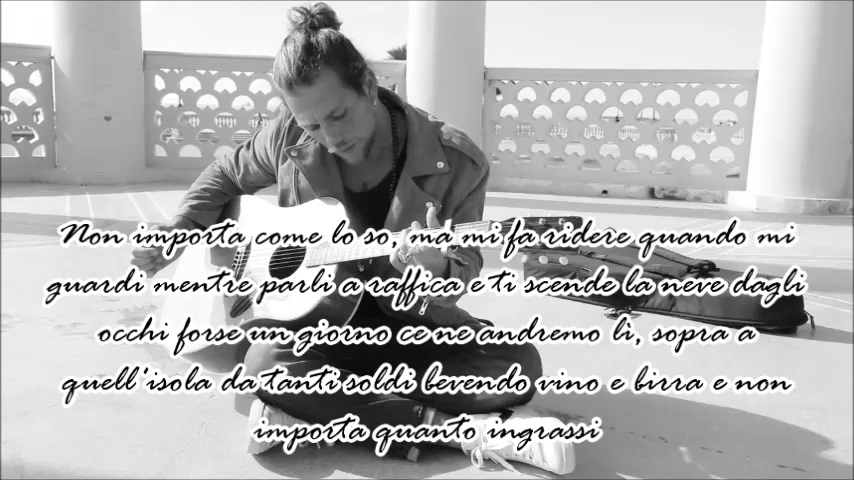 Non importa come lo so, ma mi fa ridere quando mi
guardi mentre parli a raffica e ti scende la neve dagli
occhi forse un giorno ce ne andremo lì, sopra a
quell'isola da tanti soldi bevendo vino e birra e non
importa quanto ingrassi